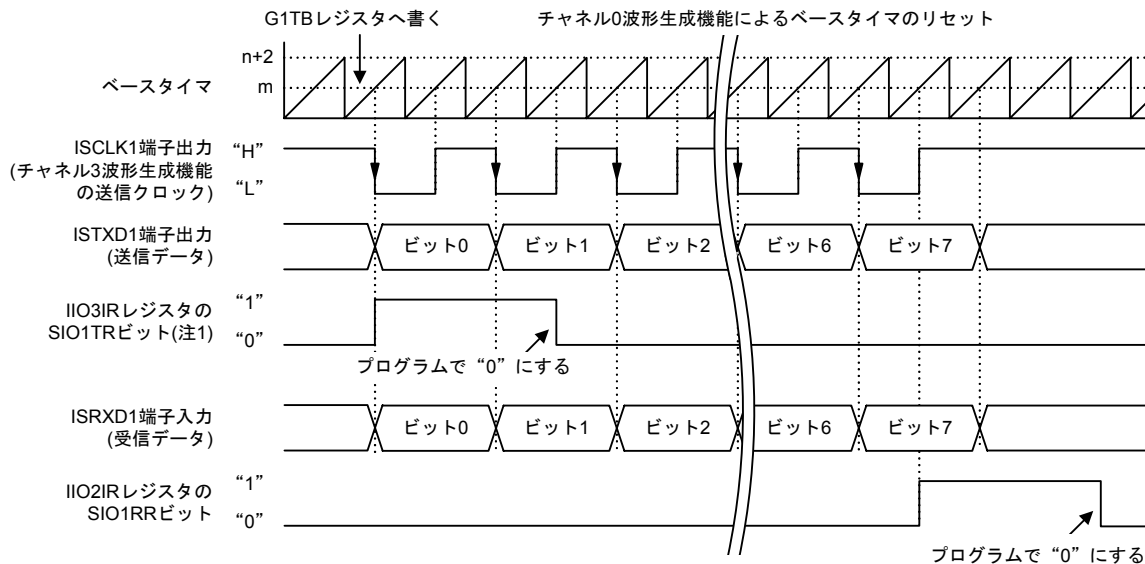 G1TBレジスタへ書く
チャネル0波形生成機能によるベースタイマのリセット
n+2
ベースタイマ
m
ISCLK1端子出力
(チャネル3波形生成機能
の送信クロック)
“H”
“L”
ISTXD1端子出力
(送信データ)
ビット0
ビット1
ビット2
ビット6
ビット7
IIO3IRレジスタの
SIO1TRビット(注1)
“1”
“0”
プログラムで“0”にする
ISRXD1端子入力
(受信データ)
ビット0
ビット1
ビット2
ビット6
ビット7
IIO2IRレジスタの
SIO1RRビット
“1”
“0”
プログラムで“0”にする